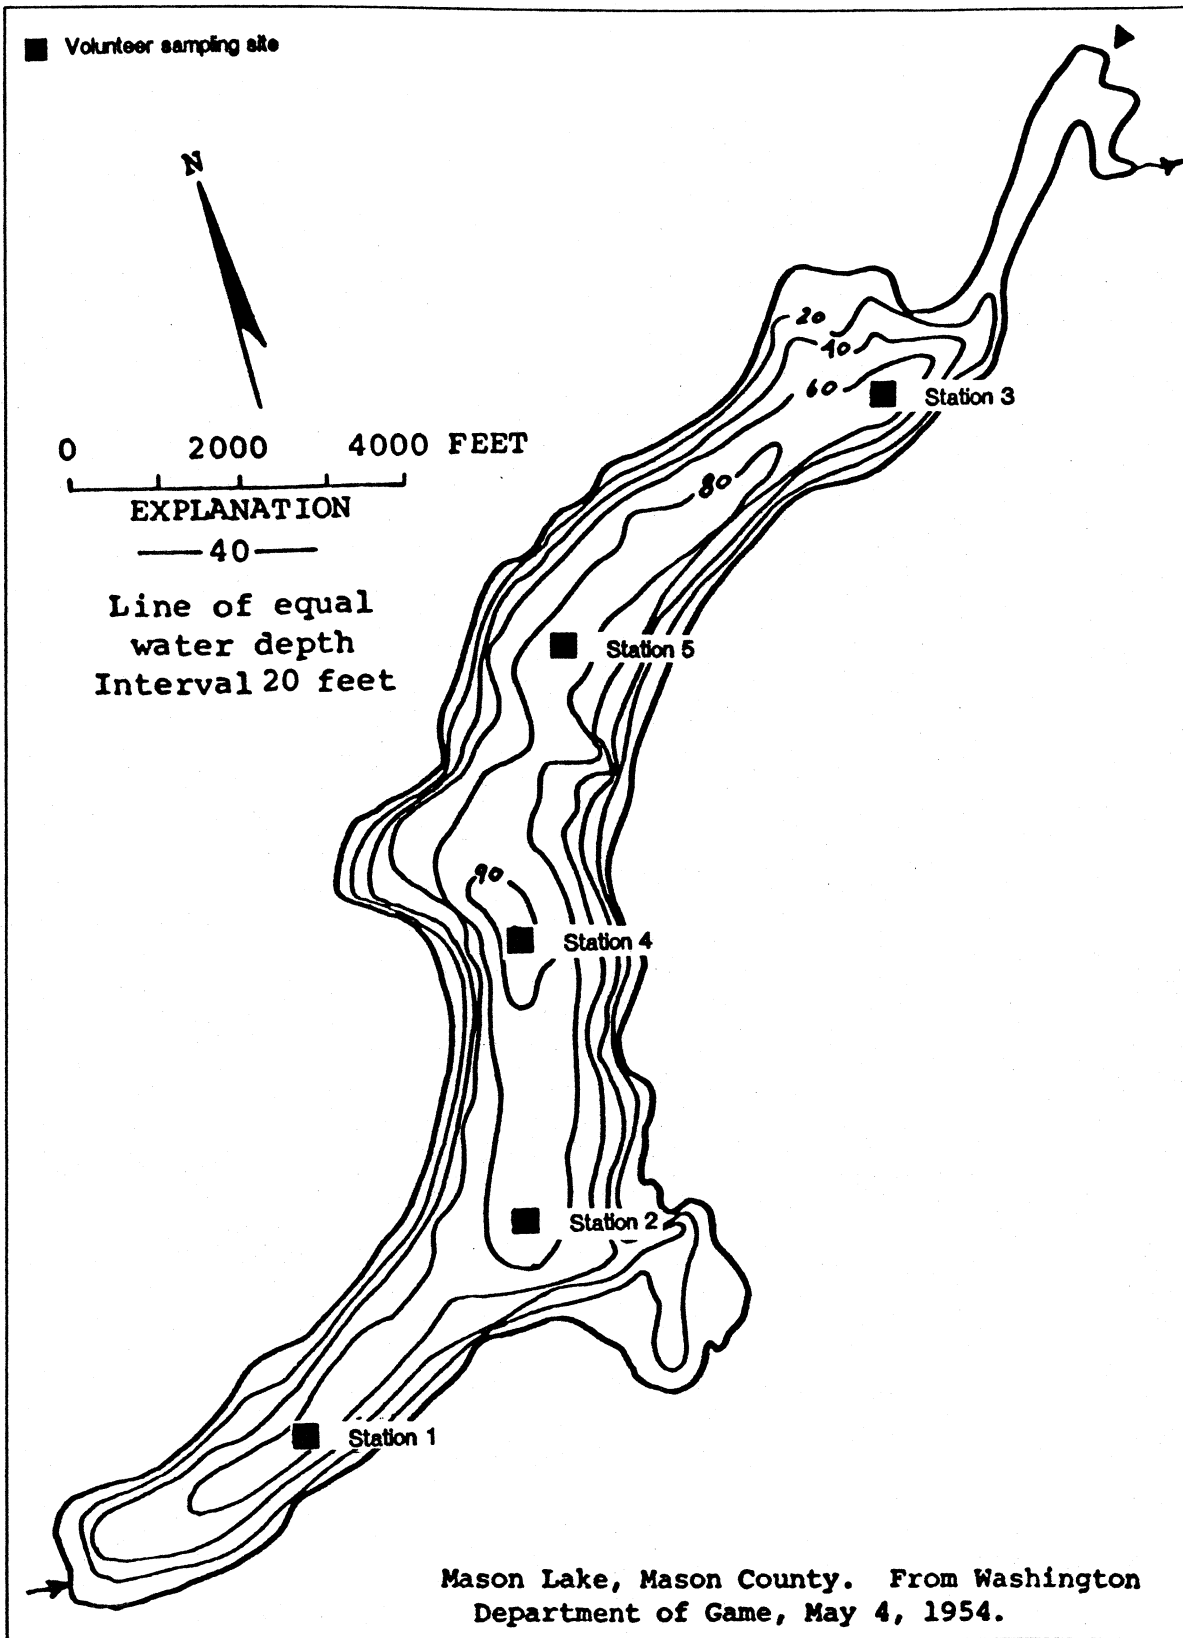 Volunteer sampling site
N
20
40
60
Station 3
0 2000 4000 FEET
80
EXPLANATION
40
Line of equal
water depth
Interval 20 feet
Station 5
90
Station 4
Station 2
Station 1
Mason Lake, Mason County. From Washington
Department of Game, May 4, 1954.